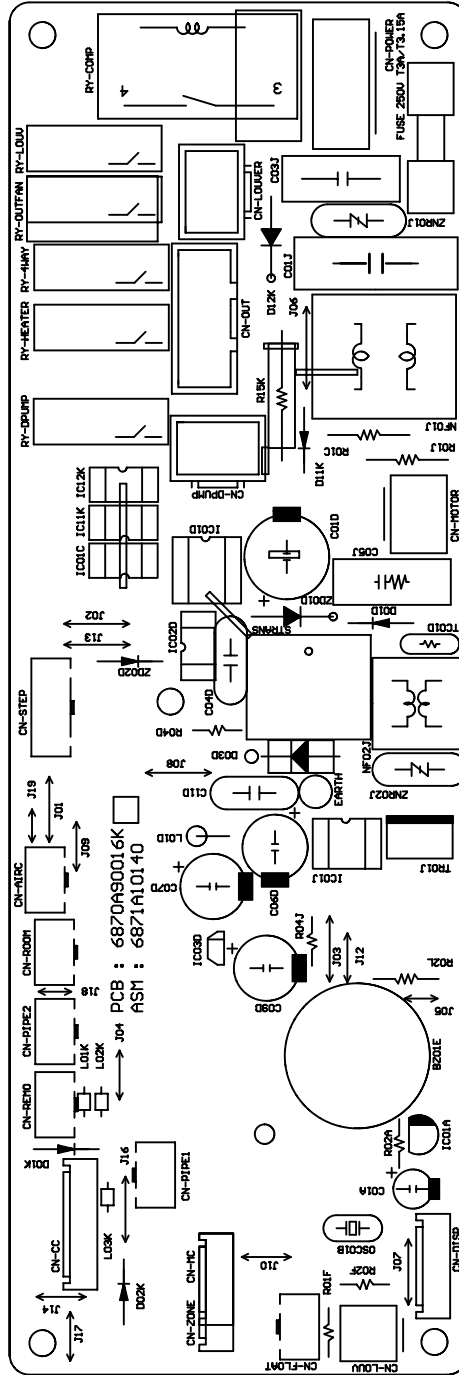 RY-COMP
4
3
CN-POWER
FUSE 250V T3A/T3.15A
RY-LOUV
CN-LOUVER
C03J
RY-OUTFAN
ZNR01J
RY-4WAY
CN-OUT
D12K
C01J
J06
RY-HEATER
R15K
NF01J
RY-DPUMP
CN-DPUMP
D11K
R01C
R01J
IC12K
IC11K
IC01C
IC01D
C01D
CN-MOTOR
C05J
J02
J13
ZD02D
IC02D
STRANS
ZD01D
D01D
TC01D
CN-STEP
R04D
C04D
D03D
NF02J
J08
C11D
EARTH
ZNR02J
J19
J01
J09
L01D
C07D
C06D
IC01J
TR01J
CN-AIRC
PCB : 6870A90016K
ASM : 6871A10140
CN-ROOM
J18
IC03D
C09D
R04J
J03
J12
R02L
J05
CN-PIPE2
L01K
L02K
J04
BZ01E
CN-REMO
D01K
J16
CN-PIPE1
R02A
IC01A
C01A
CN-CC
L03K
D02K
J14
J17
CN-MC
CN-ZONE
J10
OSC01B
R02F
R01F
J07
CN-DISP
CN-FLOAT
CN-LOUV